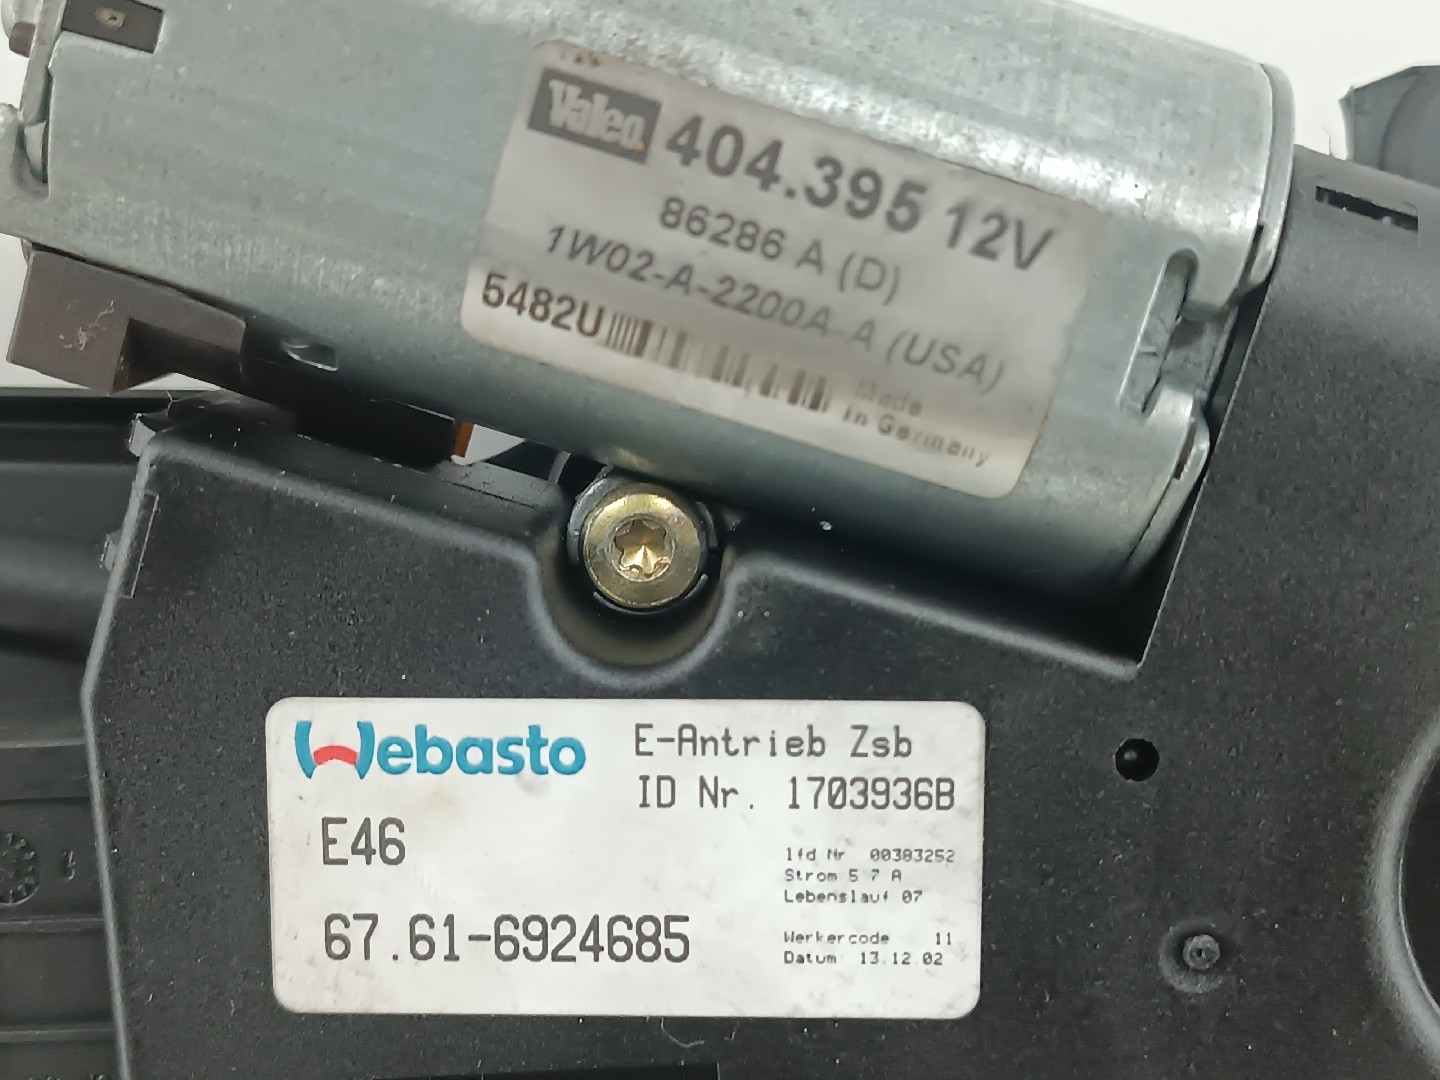 Valeo 404.395 12V
86286 A (D)
1W02-A-2200A-A (USA)
5482U
Made
in Germany
Webasto
E-Antrieb Zsb
ID Nr. 1703936B
E46
67.61-6924685
lfd Nr 00383252
Strom 5 7 A
Lebenslauf 07
Werkercode 11
Datum 13.12.02